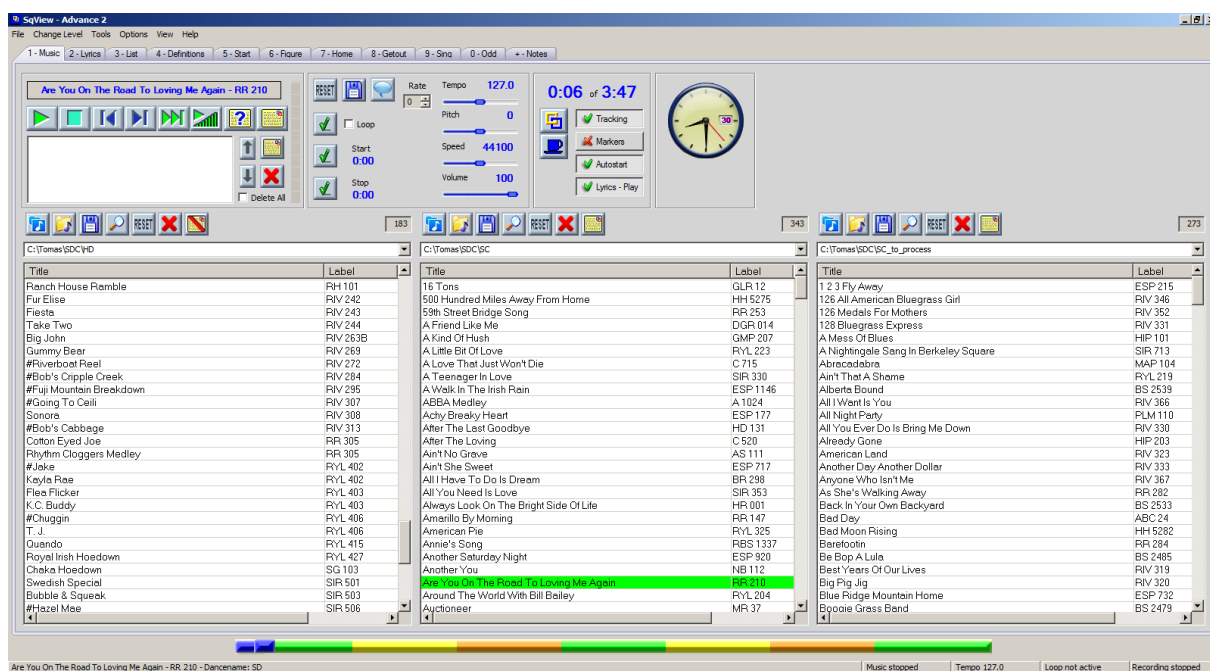 SqView - Advance 2
File Change Level Tools Options View Help
1 - Music 2 - Lyrics 3 - List 4 - Definitions 5 - Start 6 - Figure 7 - Home 8 - Getout 9 - Sing 0 - Odd + - Notes
Are You On The Road To Loving Me Again - RR 210
Delete All
RESET
Rate
0
Loop
Start
0:00
Stop
0:00
Tempo 127.0
Pitch 0
Speed 44100
Volume 100
0:06 of 3:47
Tracking
Markers
Autostart
Lyrics - Play
30
RESET 183
C:\Tomas\SDC\HD
Title Label
Ranch House Ramble RH 101
Fur Elise RIV 242
Fiesta RIV 243
Take Two RIV 244
Big John RIV 263B
Gummy Bear RIV 269
#Riverboat Reel RIV 272
#Bob's Cripple Creek RIV 284
#Fuji Mountain Breakdown RIV 295
#Going To Ceili RIV 307
Sonora RIV 308
#Bob's Cabbage RIV 313
Cotton Eyed Joe RR 305
Rhythm Cloggers Medley RR 305
#Jake RYL 402
Kayla Rae RYL 402
Flea Flicker RYL 403
K.C. Buddy RYL 403
#Chuggin RYL 406
T. J. RYL 406
Quando RYL 415
Royal Irish Hoedown RYL 427
Chaka Hoedown SG 103
Swedish Special SIR 501
Bubble & Squeak SIR 503
#Hazel Mae SIR 506
RESET 343
C:\Tomas\SDC\SC
Title Label
16 Tons GLR 12
500 Hundred Miles Away From Home HH 5275
59th Street Bridge Song RR 253
A Friend Like Me DGR 014
A Kind Of Hush GMP 207
A Little Bit Of Love RYL 223
A Love That Just Won't Die C 715
A Teenager In Love SIR 330
A Walk In The Irish Rain ESP 1146
ABBA Medley A 1024
Achy Breaky Heart ESP 177
After The Last Goodbye HD 131
After The Loving C 520
Ain't No Grave AS 111
Ain't She Sweet ESP 717
All I Have To Do Is Dream BR 298
All You Need Is Love SIR 353
Always Look On The Bright Side Of Life HR 001
Amarillo By Morning RR 147
American Pie RYL 325
Annie's Song RBS 1337
Another Saturday Night ESP 920
Another You NB 112
Are You On The Road To Loving Me Again RR 210
Around The World With Bill Bailey RYL 204
Auctioneer MR 37
RESET 273
C:\Tomas\SDC\SC_to_process
Title Label
1 2 3 Fly Away ESP 215
126 All American Bluegrass Girl RIV 346
126 Medals For Mothers RIV 352
128 Bluegrass Express RIV 331
A Mess Of Blues HIP 101
A Nightingale Sang In Berkeley Square SIR 713
Abracadabra MAP 104
Ain't That A Shame RYL 219
Alberta Bound BS 2539
All I Want Is You RIV 366
All Night Party PLM 110
All You Ever Do Is Bring Me Down RIV 330
Already Gone HIP 203
American Land RIV 323
Another Day Another Dollar RIV 333
Anyone Who Isn't Me RIV 367
As She's Walking Away RR 282
Back In Your Own Backyard BS 2533
Bad Day ABC 24
Bad Moon Rising HH 5282
Barefootin RR 284
Be Bop A Lula BS 2485
Best Years Of Our Lives RIV 319
Big Pig Jig RIV 320
Blue Ridge Mountain Home ESP 732
Boogie Grass Band BS 2479
Are You On The Road To Loving Me Again - RR 210 - Dancename: SD
Music stopped Tempo 127.0 Loop not active Recording stopped